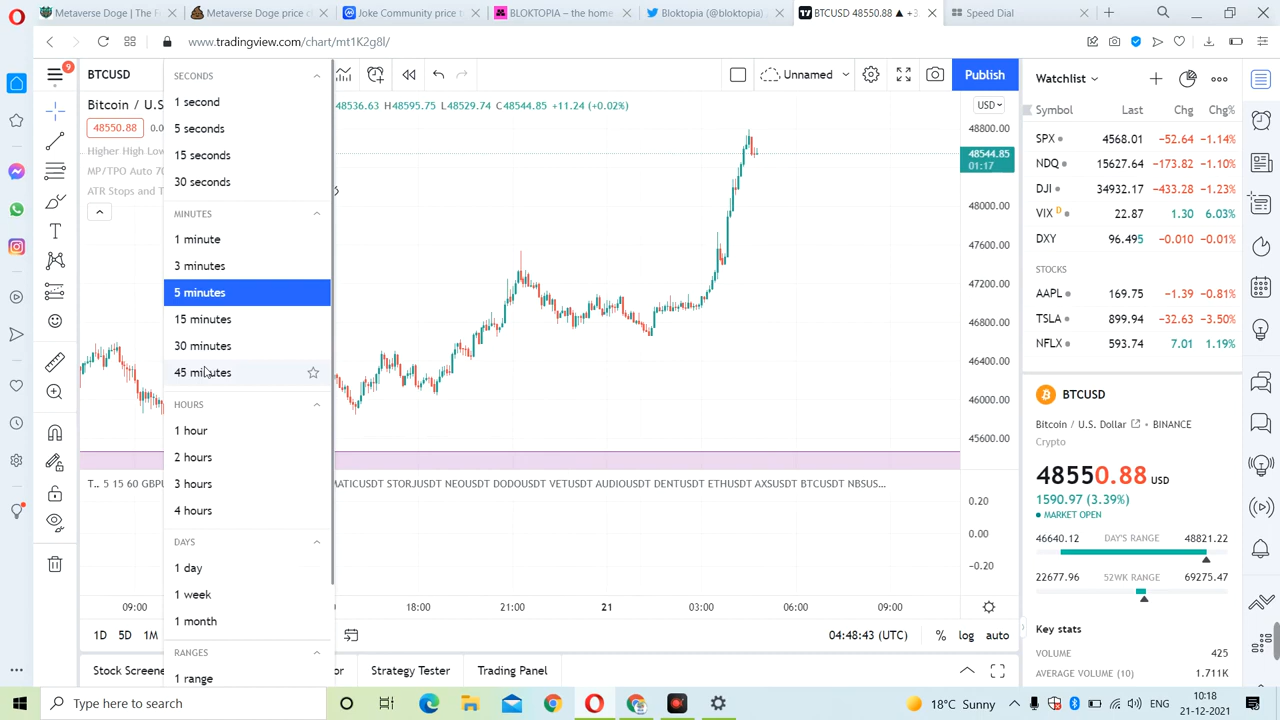 Metaverse Dega | The F
Metaverse Dego price c
Joke Community price t
BLOKTOPIA – the home
Bloktopia (@bloktopia)
BTCUSD 48550.88 ▲ +3.
Speed Dial
www.tradingview.com/chart/mt1K2g8l/
9
BTCUSD
Unnamed
Publish
Watchlist
Bitcoin / U.S
48536.63 H48595.75 L48529.74 C48544.85 +11.24 (+0.02%)
USD
Symbol Last Chg Chg%
48550.88 0.0
Higher High Low
MP/TPO Auto 70
ATR Stops and T
SECONDS
1 second
5 seconds
15 seconds
30 seconds
MINUTES
1 minute
3 minutes
5 minutes
15 minutes
30 minutes
45 minutes
HOURS
1 hour
2 hours
3 hours
4 hours
DAYS
1 day
1 week
1 month
RANGES
1 range
48800.00
48544.85
01:17
48000.00
47600.00
47200.00
46800.00
46400.00
46000.00
45600.00
SPX 4568.01 -52.64 -1.14%
NDQ 15627.64 -173.82 -1.10%
DJI 34932.17 -433.28 -1.23%
VIX D 22.87 1.30 6.03%
DXY 96.495 -0.010 -0.01%
STOCKS
AAPL 169.75 -1.39 -0.81%
TSLA 899.94 -32.63 -3.50%
NFLX 593.74 7.01 1.19%
BTCUSD
Bitcoin / U.S. Dollar • BINANCE
Crypto
48550.88 USD
1590.97 (3.39%)
MARKET OPEN
46640.12 DAY'S RANGE 48821.22
22677.96 52WK RANGE 69275.47
Key stats
VOLUME 425
AVERAGE VOLUME (10) 1.711K
T.. 5 15 60 GBPU
MATICUSDT STORJUSDT NEOUSDT DODOUSDT VETUSDT AUDIOUSDT DENTUSDT ETHUSDT AXSUSDT BTCUSDT NBSUS...
0.20
0.00
-0.20
09:00 18:00 21:00 21 03:00 06:00 09:00
1D 5D 1M
04:48:43 (UTC) % log auto
Stock Screene
or
Strategy Tester
Trading Panel
Type here to search
18°C Sunny
ENG
10:18
21-12-2021